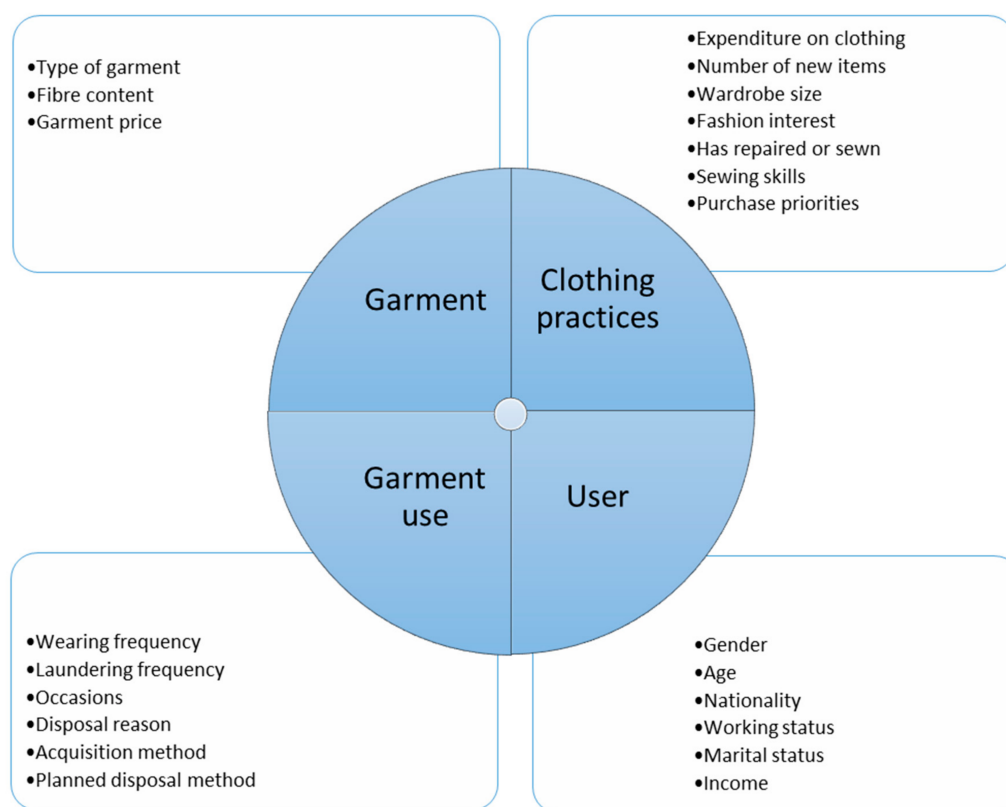 •Type of garment
•Fibre content
•Garment price
•Expenditure on clothing
•Number of new items
•Wardrobe size
•Fashion interest
•Has repaired or sewn
•Sewing skills
•Purchase priorities
Garment
Clothing
practices
Garment
use
User
•Wearing frequency
•Laundering frequency
•Occasions
•Disposal reason
•Acquisition method
•Planned disposal method
•Gender
•Age
•Nationality
•Working status
•Marital status
•Income